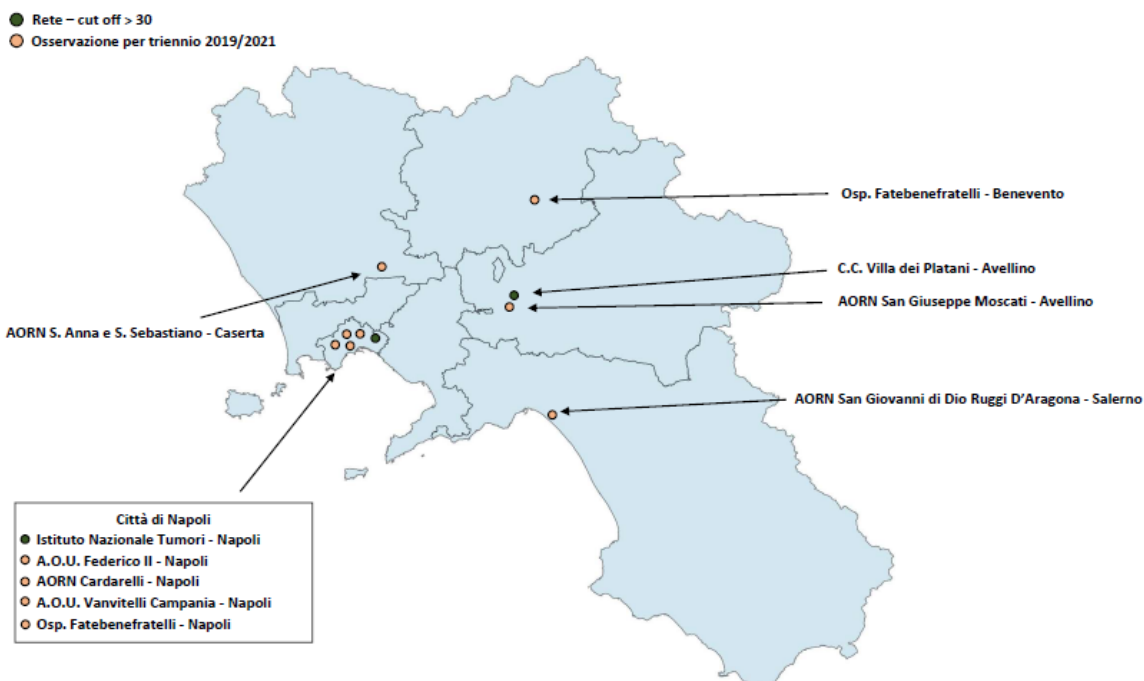 Rete – cut off > 30
Osservazione per triennio 2019/2021
Osp. Fatebenefratelli - Benevento
C.C. Villa dei Platani - Avellino
AORN San Giuseppe Moscati - Avellino
AORN S. Anna e S. Sebastiano - Caserta
AORN San Giovanni di Dio Ruggi D’Aragona - Salerno
Città di Napoli
Istituto Nazionale Tumori - Napoli
A.O.U. Federico II - Napoli
AORN Cardarelli - Napoli
A.O.U. Vanvitelli Campania - Napoli
Osp. Fatebenefratelli - Napoli